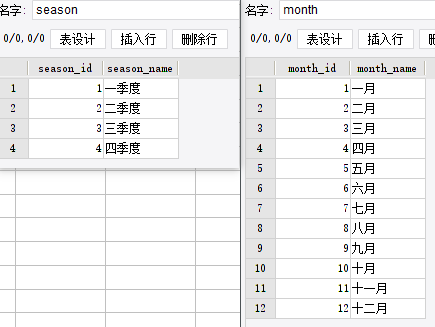 名字: season
0/0,0/0 表设计 插入行 删除行
season_id season_name
1 1 一季度
2 2 二季度
3 3 三季度
4 4 四季度
名字: month
0/0,0/0 表设计 插入行 删除行
month_id month_name
1 1 一月
2 2 二月
3 3 三月
4 4 四月
5 5 五月
6 6 六月
7 7 七月
8 8 八月
9 9 九月
10 10 十月
11 11 十一月
12 12 十二月